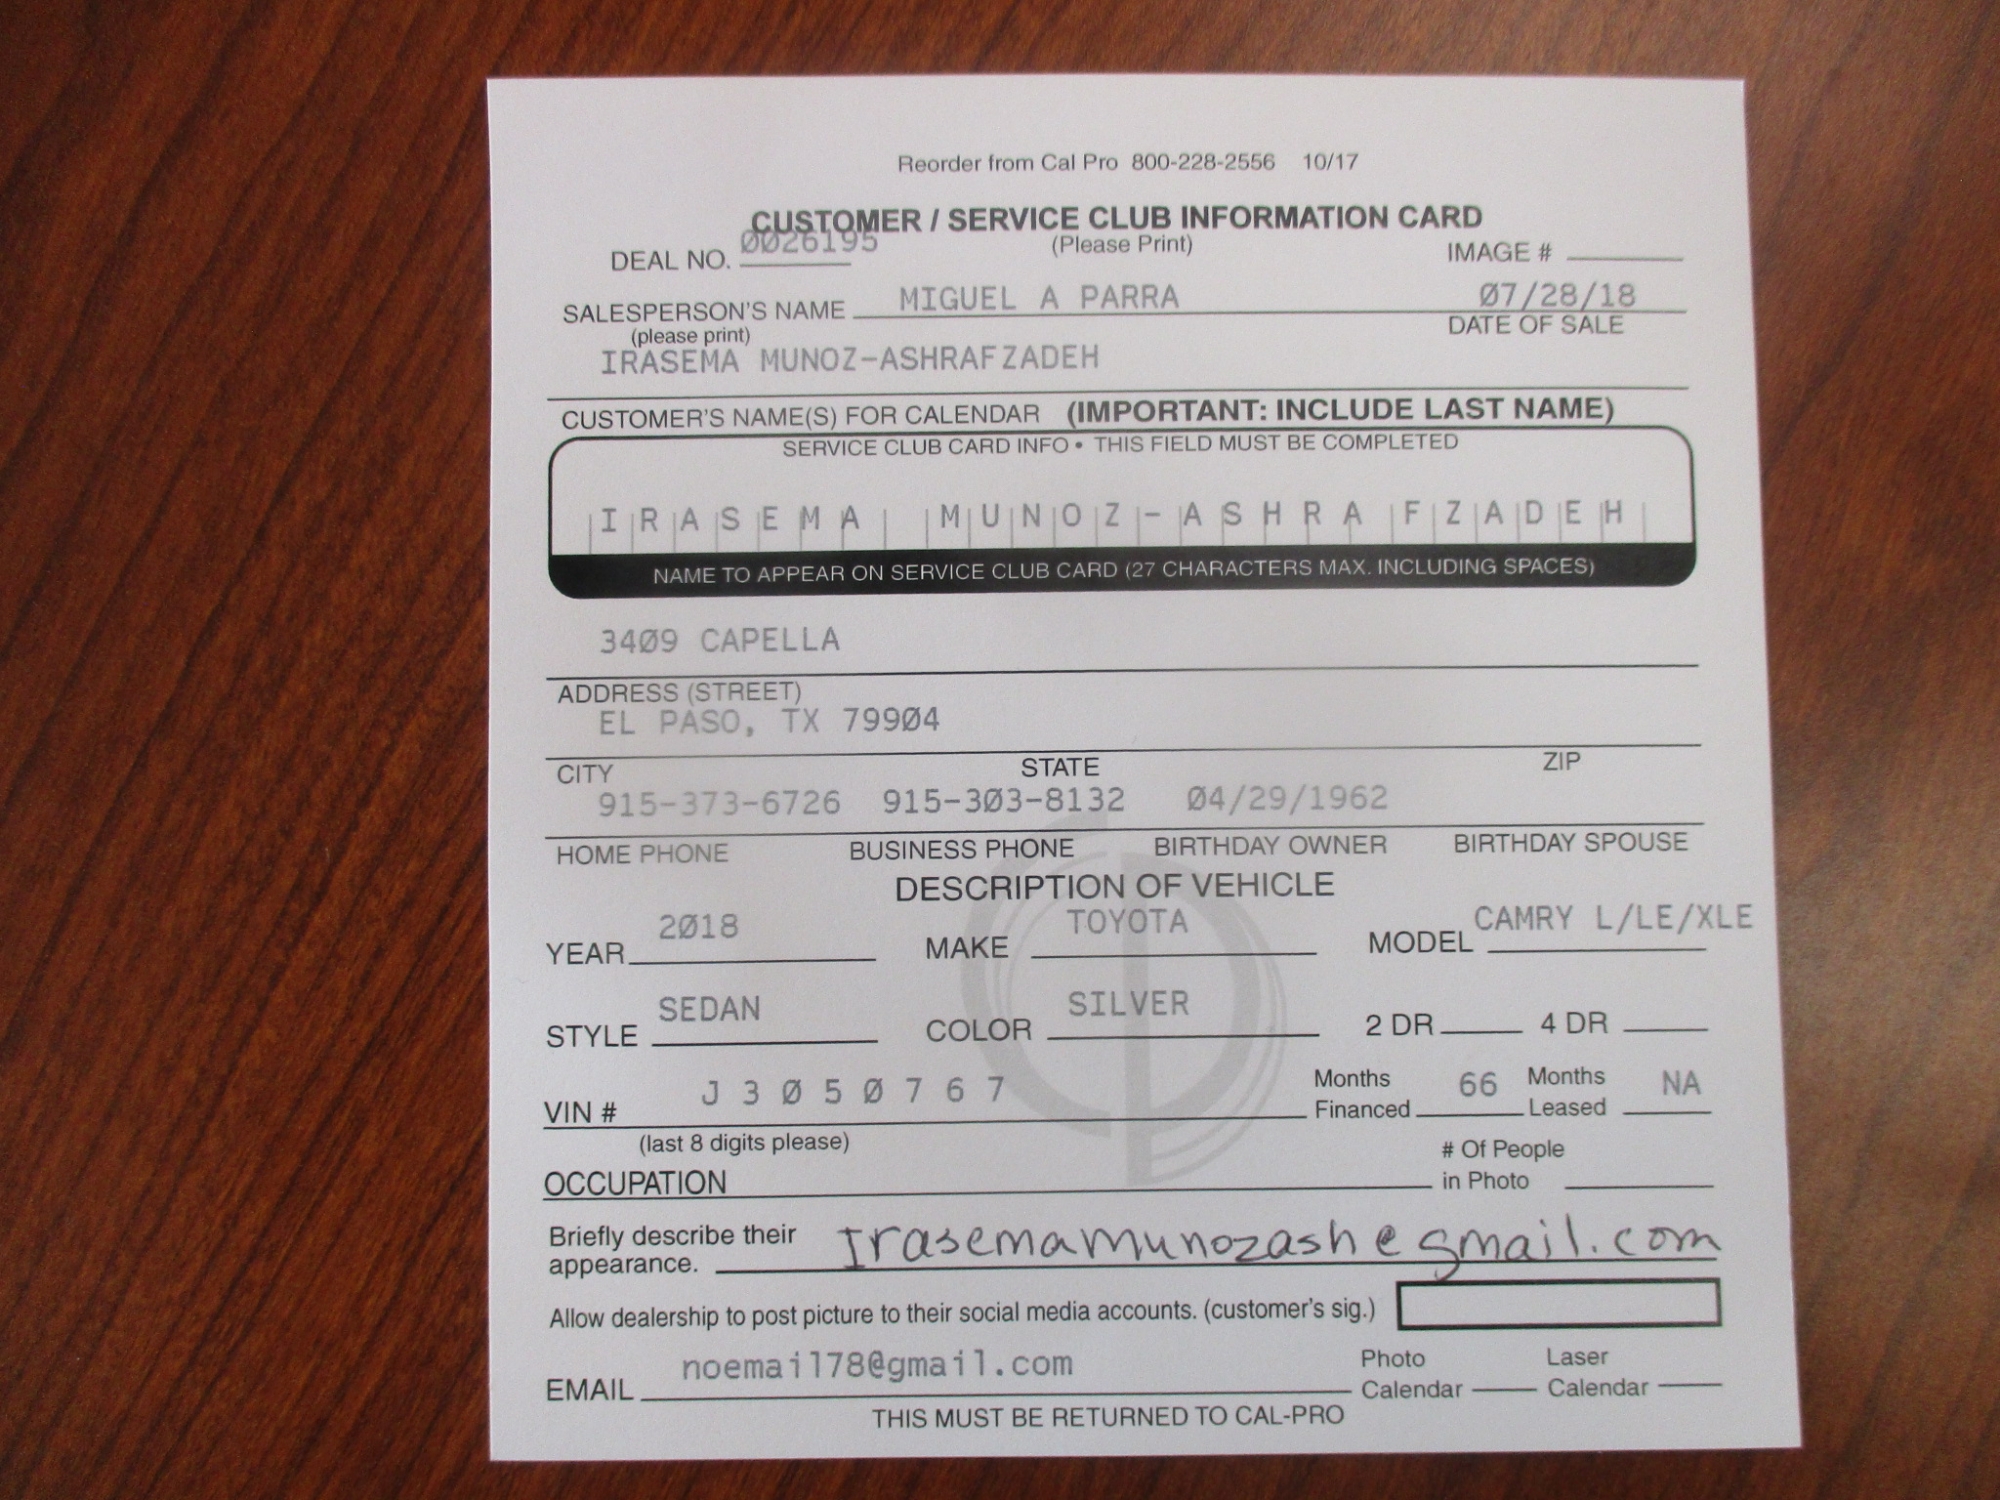 Reorder from Cal Pro 800-228-2556 10/17
CUSTOMER / SERVICE CLUB INFORMATION CARD
DEAL NO. 0026195 (Please Print) IMAGE #
SALESPERSON'S NAME MIGUEL A PARRA 07/28/18
(please print) DATE OF SALE
IRASEMA MUNOZ-ASHRAFZADEH
CUSTOMER'S NAME(S) FOR CALENDAR (IMPORTANT: INCLUDE LAST NAME)
SERVICE CLUB CARD INFO • THIS FIELD MUST BE COMPLETED
IRASEMA MUNOZ-ASHRAFZADEH
NAME TO APPEAR ON SERVICE CLUB CARD (27 CHARACTERS MAX. INCLUDING SPACES)
3409 CAPELLA
ADDRESS (STREET)
EL PASO, TX 79904
CITY STATE ZIP
915-373-6726 915-303-8132 04/29/1962
HOME PHONE BUSINESS PHONE BIRTHDAY OWNER BIRTHDAY SPOUSE
DESCRIPTION OF VEHICLE
YEAR 2018 MAKE TOYOTA MODEL CAMRY L/LE/XLE
STYLE SEDAN COLOR SILVER 2 DR 4 DR
VIN # J3050767 Months Financed 66 Months Leased NA
(last 8 digits please)
OCCUPATION # Of People in Photo
Briefly describe their appearance. Irasemamunozash@gmail.com
Allow dealership to post picture to their social media accounts. (customer's sig.)
EMAIL noemail78@gmail.com Photo Calendar Laser Calendar
THIS MUST BE RETURNED TO CAL-PRO